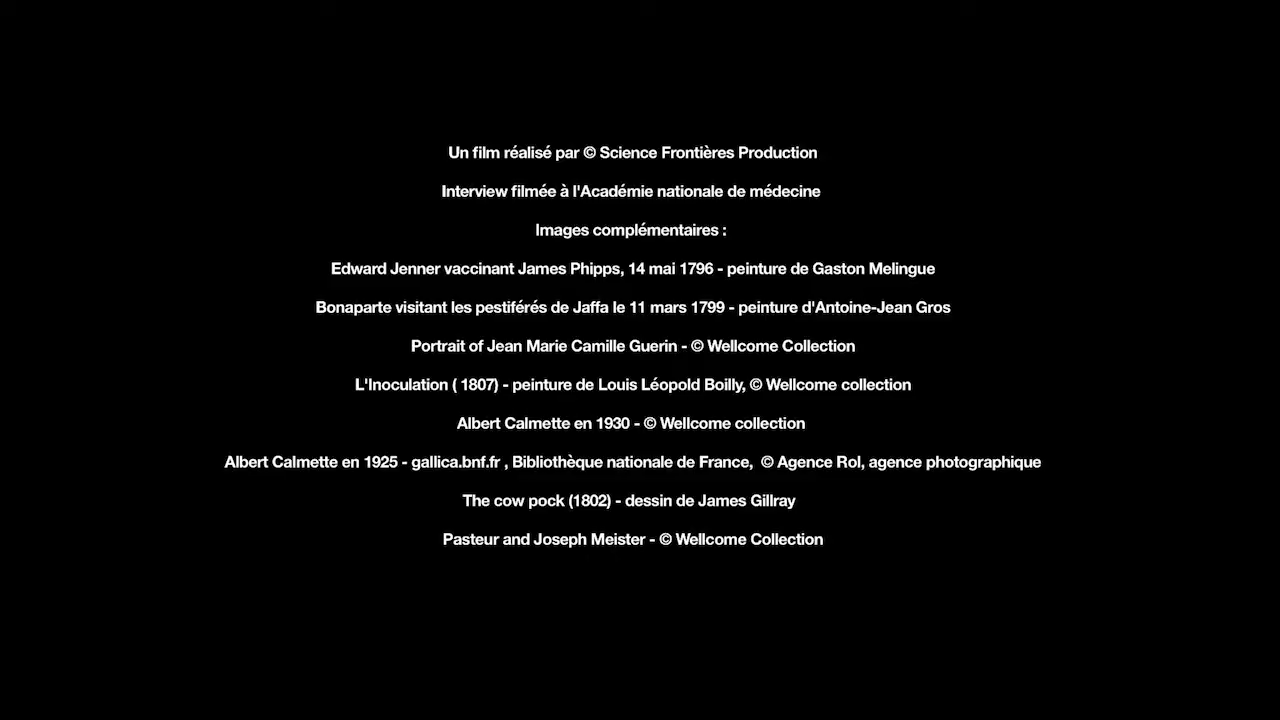 Un film réalisé par © Science Frontières Production
Interview filmée à l'Académie nationale de médecine
Images complémentaires :
Edward Jenner vaccinant James Phipps, 14 mai 1796 - peinture de Gaston Melingue
Bonaparte visitant les pestiférés de Jaffa le 11 mars 1799 - peinture d'Antoine-Jean Gros
Portrait of Jean Marie Camille Guerin - © Wellcome Collection
L'Inoculation ( 1807) - peinture de Louis Léopold Boilly, © Wellcome collection
Albert Calmette en 1930 - © Wellcome collection
Albert Calmette en 1925 - gallica.bnf.fr , Bibliothèque nationale de France,  © Agence Rol, agence photographique
The cow pock (1802) - dessin de James Gillray
Pasteur and Joseph Meister - © Wellcome Collection